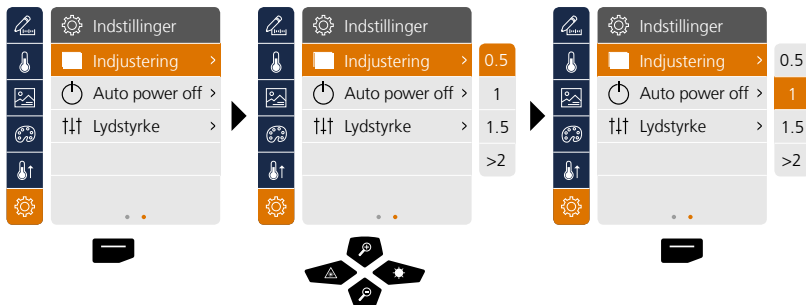 Indstillinger
Indjustering
Auto power off
Lydstyrke
Indstillinger
Indjustering
Auto power off
Lydstyrke
0.5
1
1.5
>2
Indstillinger
Indjustering
Auto power off
Lydstyrke
0.5
1
1.5
>2